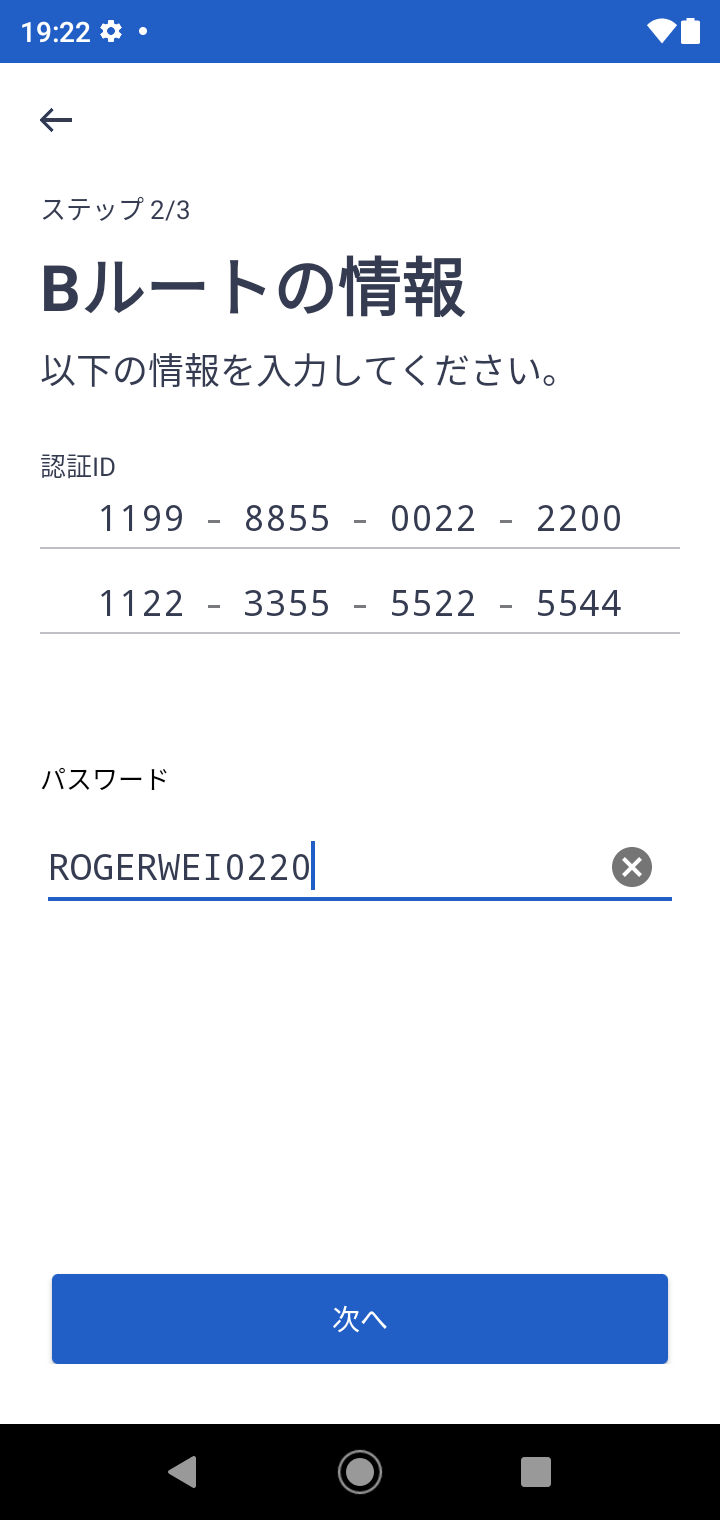 19:22
ステップ 2/3
Bルートの情報
以下の情報を入力してください。
認証ID
1199 - 8855 - 0022 - 2200
1122 - 3355 - 5522 - 5544
パスワード
ROGERWEI0220
次へ